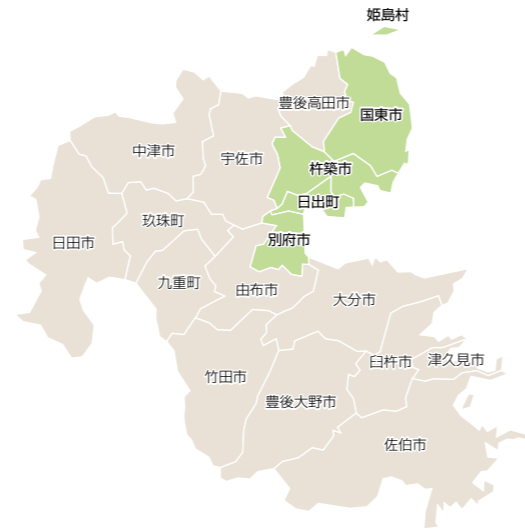 姫島村
豊後高田市
国東市
中津市
宇佐市
杵築市
日出町
玖珠町
別府市
日田市
九重町
由布市
大分市
臼杵市
津久見市
竹田市
豊後大野市
佐伯市